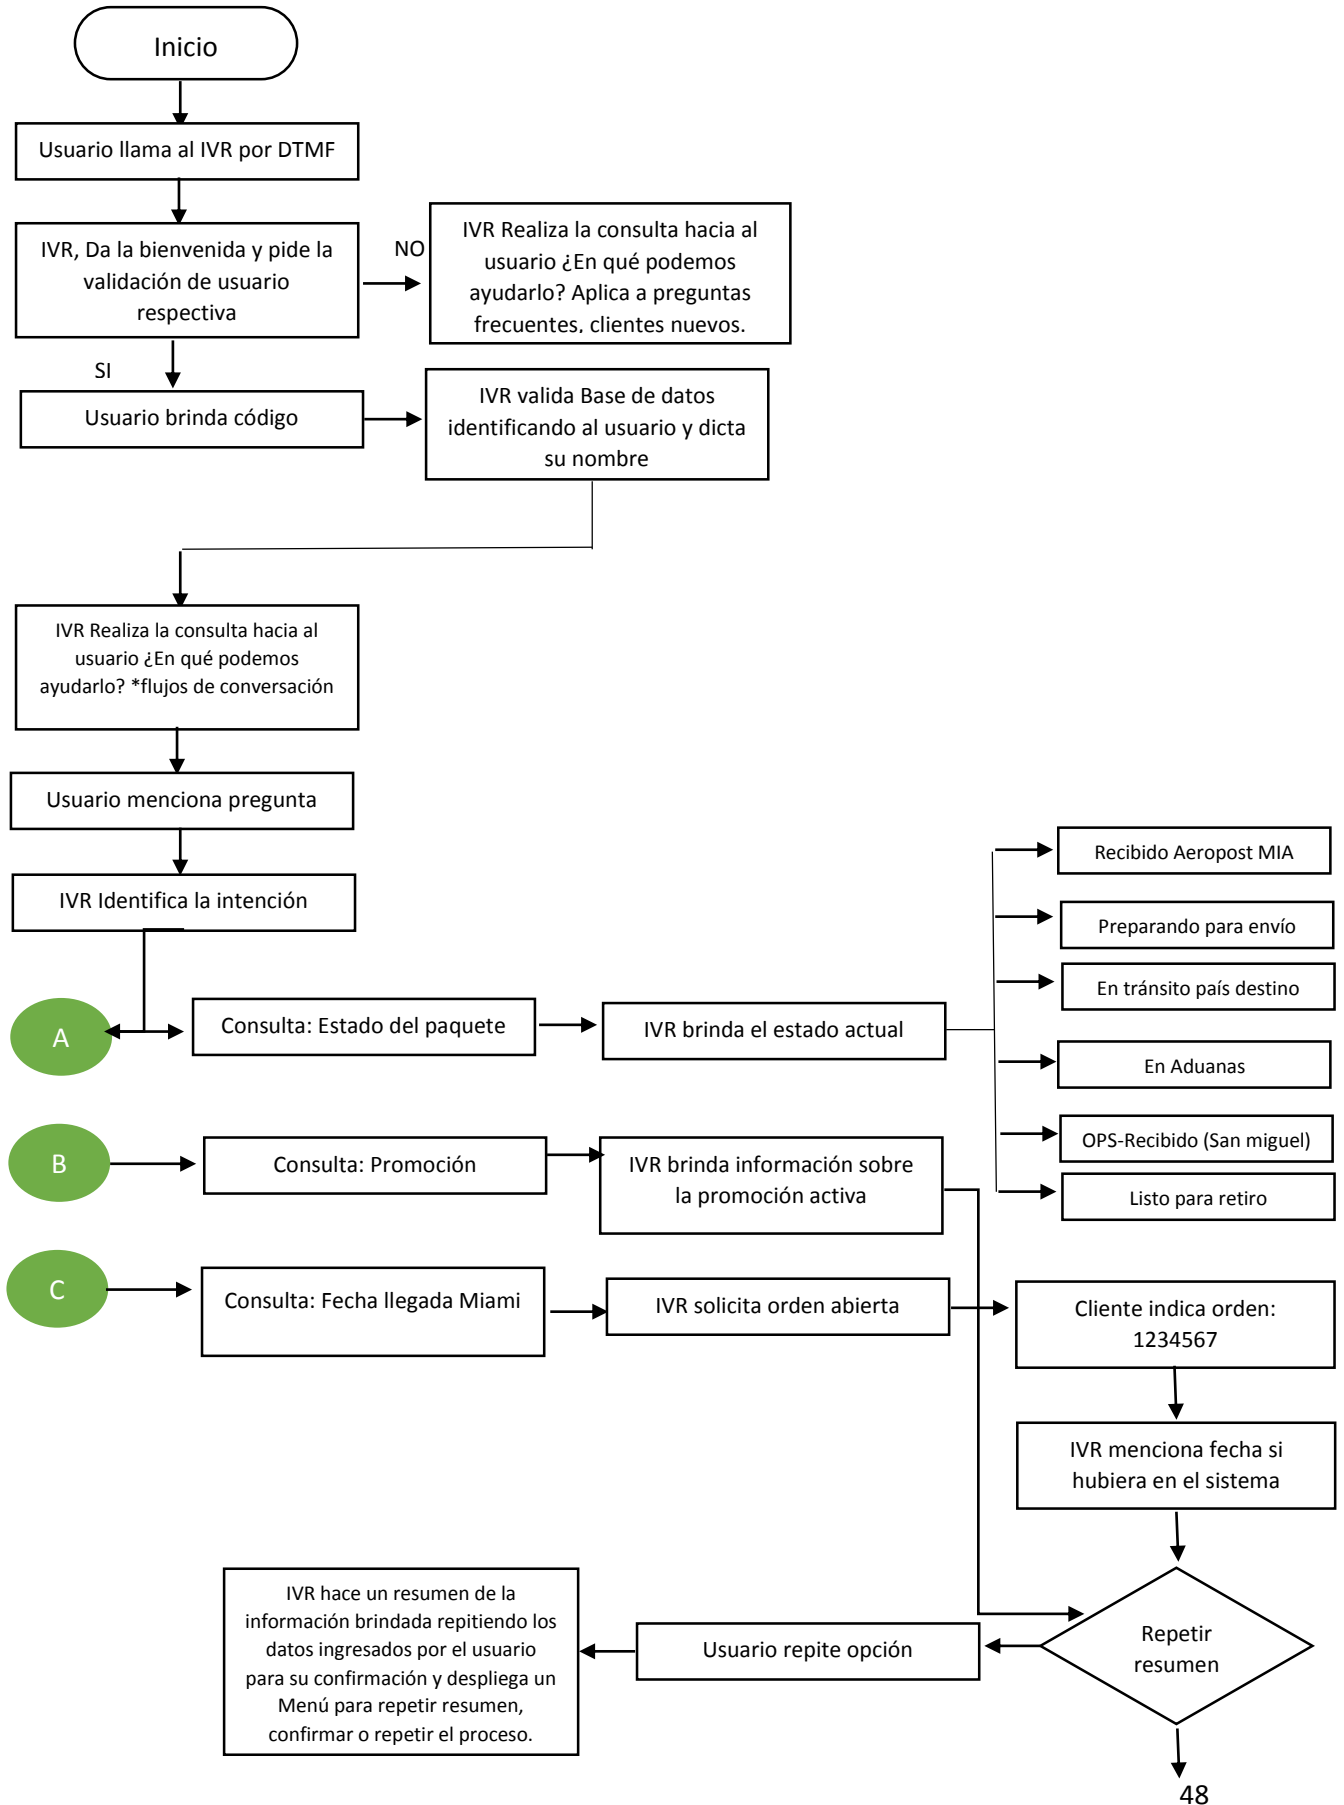 Inicio
Usuario llama al IVR por DTMF
IVR, Da la bienvenida y pide la
validación de usuario
respectiva
NO
IVR Realiza la consulta hacia al
usuario ¿En qué podemos
ayudarlo? Aplica a preguntas
frecuentes, clientes nuevos.
SI
Usuario brinda código
IVR valida Base de datos
identificando al usuario y dicta
su nombre
IVR Realiza la consulta hacia al
usuario ¿En qué podemos
ayudarlo? *flujos de conversación
Usuario menciona pregunta
IVR Identifica la intención
A
Consulta: Estado del paquete
IVR brinda el estado actual
Recibido Aeropost MIA
Preparando para envío
En tránsito país destino
En Aduanas
OPS-Recibido (San miguel)
Listo para retiro
B
Consulta: Promoción
IVR brinda información sobre
la promoción activa
C
Consulta: Fecha llegada Miami
IVR solicita orden abierta
Cliente indica orden:
1234567
IVR menciona fecha si
hubiera en el sistema
Repetir
resumen
Usuario repite opción
IVR hace un resumen de la
información brindada repitiendo los
datos ingresados por el usuario
para su confirmación y despliega un
Menú para repetir resumen,
confirmar o repetir el proceso.
48